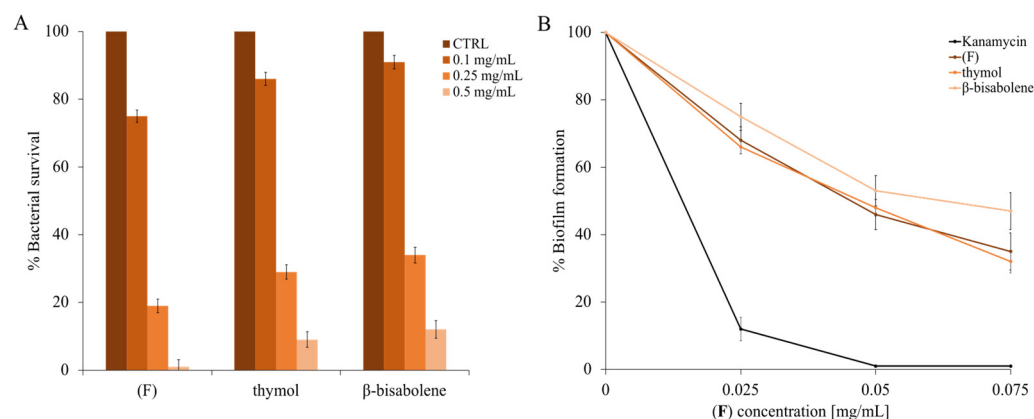 A
% Bacterial survival
100
80
60
40
20
0
CTRL
0.1 mg/mL
0.25 mg/mL
0.5 mg/mL
(F)
thymol
β-bisabolene
B
% Biofilm formation
100
80
60
40
20
0
Kanamycin
(F)
thymol
β-bisabolene
0
0.025
0.05
0.075
(F) concentration [mg/mL]